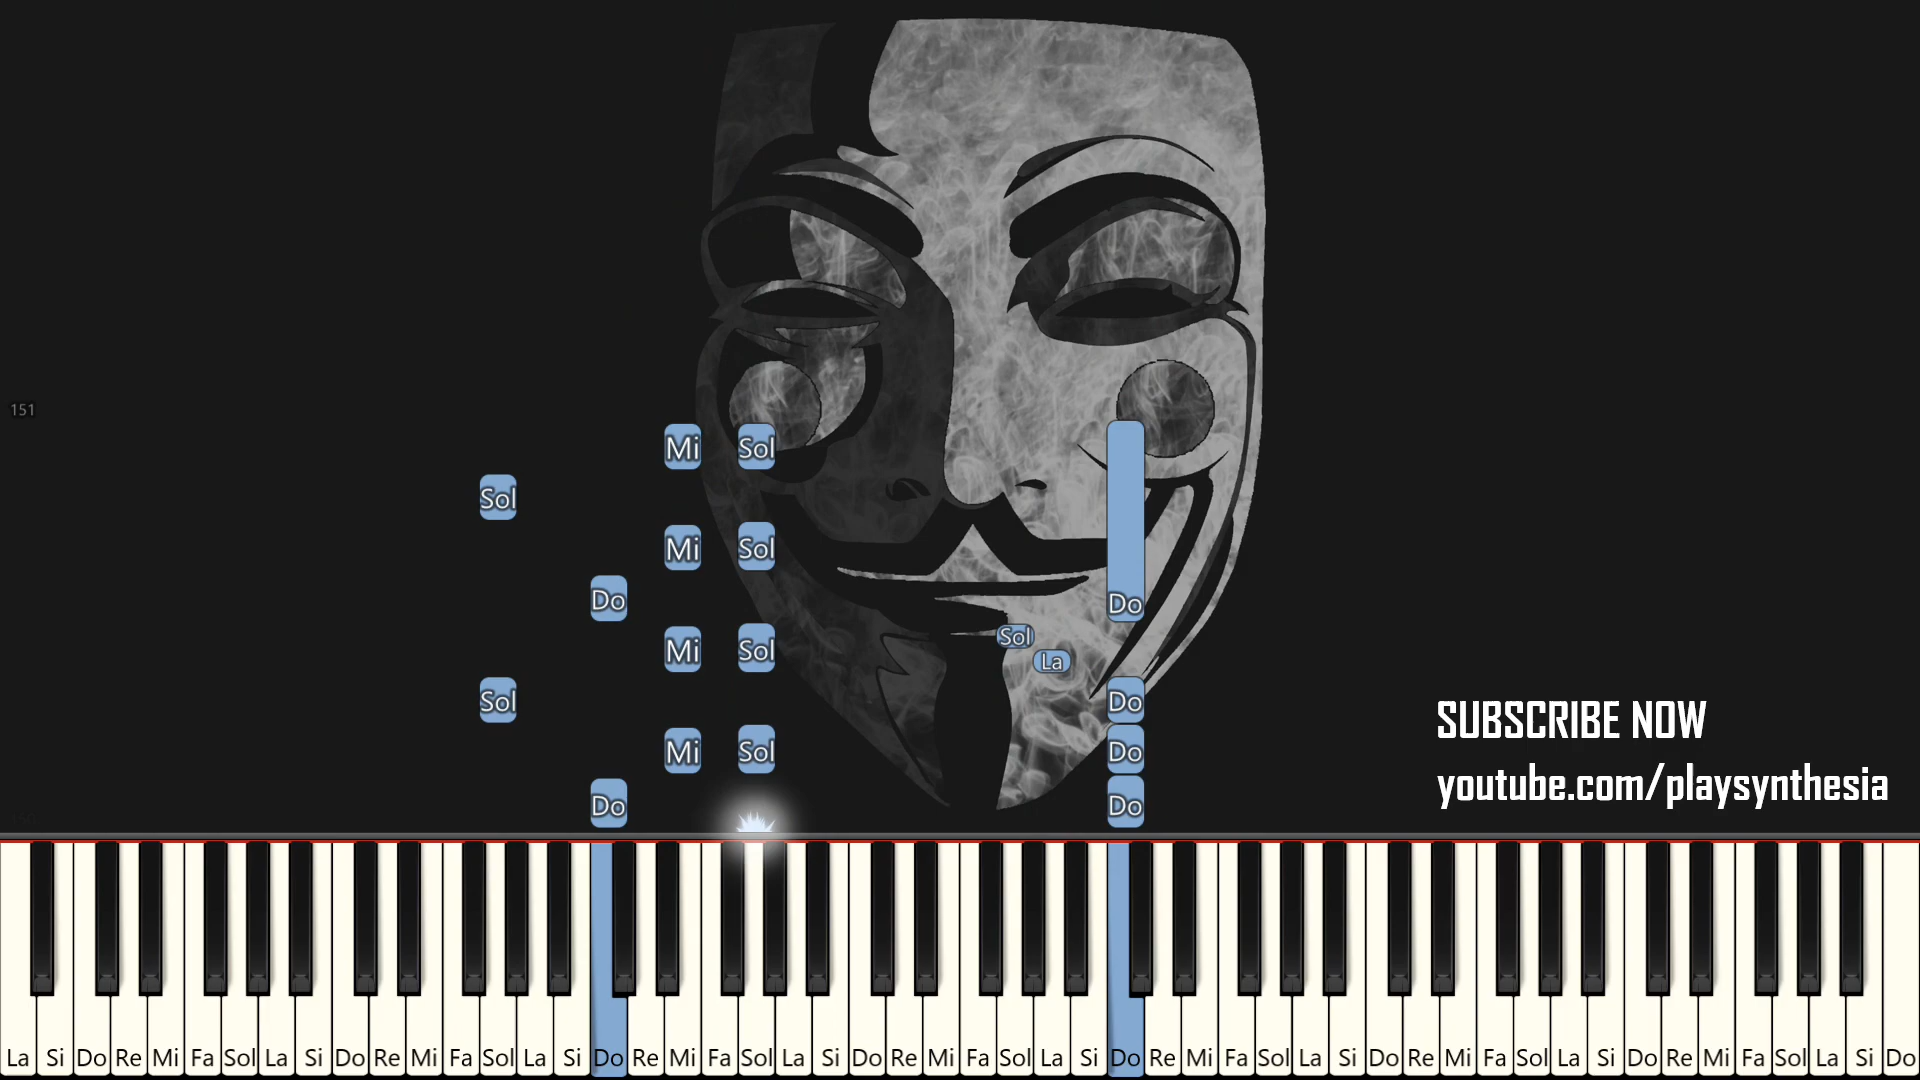 151
Mi Sol
Sol
Mi Sol
Do Do
Sol
Mi Sol La
Sol Do
Mi Sol Do
Do Do
SUBSCRIBE NOW
youtube.com/playsynthesia
La Si Do Re Mi Fa Sol La Si Do Re Mi Fa Sol La Si Do Re Mi Fa Sol La Si Do Re Mi Fa Sol La Si Do Re Mi Fa Sol La Si Do Re Mi Fa Sol La Si Do Re Mi Fa Sol La Si Do